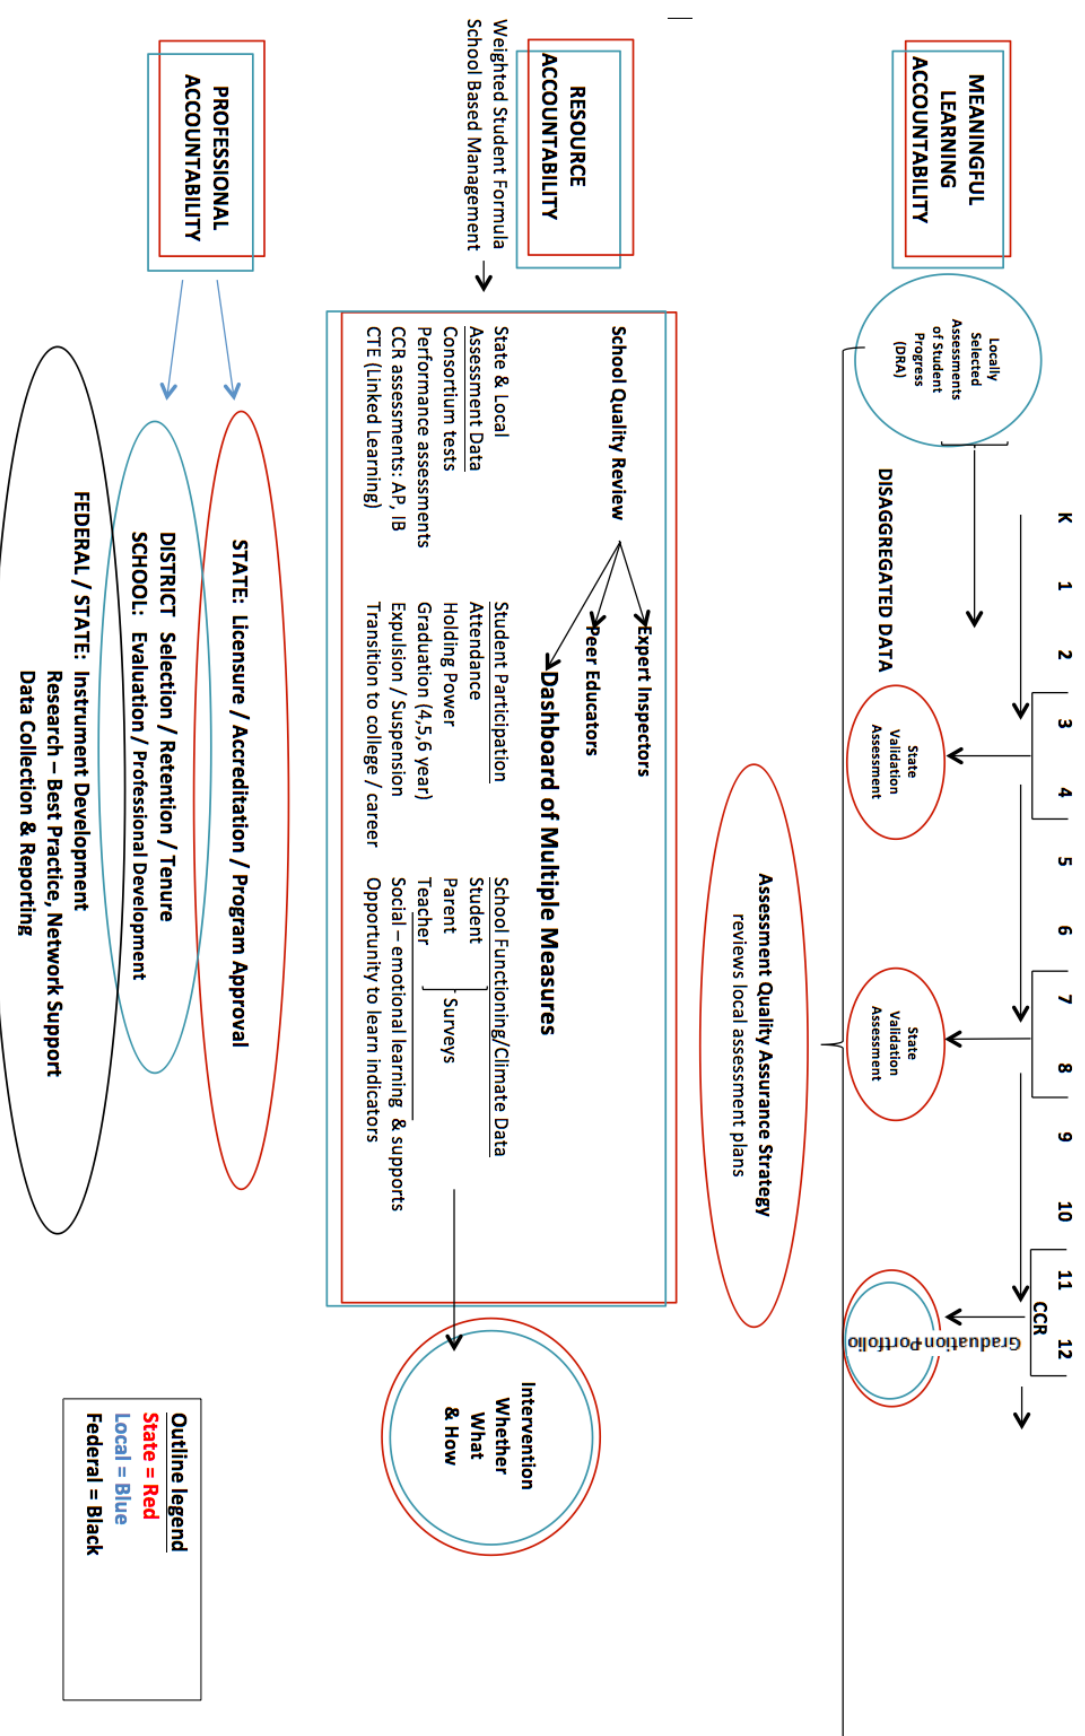 K 1 2 3 4 5 6 7 8 9 10 11 12
CCR
MEANINGFUL
LEARNING
ACCOUNTABILITY
Locally
Selected
Assessments
of Student
Progress
(DRA)
DISAGGREGATED DATA
State
Validation
Assessment
State
Validation
Assessment
Graduation Portfolio
Assessment Quality Assurance Strategy
reviews local assessment plans
RESOURCE
ACCOUNTABILITY
Weighted Student Formula
School Based Management
School Quality Review
Expert Inspectors
Peer Educators
Dashboard of Multiple Measures
State & Local
Assessment Data
Consortium tests
Performance assessments
CCR assessments: AP, IB
CTE (Linked Learning)
Student Participation
Attendance
Holding Power
Graduation (4,5,6 year)
Expulsion / Suspension
Transition to college / career
School Functioning/Climate Data
Student
Parent
Teacher
Surveys
Social – emotional learning & supports
Opportunity to learn indicators
Intervention
Whether
What
& How
PROFESSIONAL
ACCOUNTABILITY
STATE: Licensure / Accreditation / Program Approval
DISTRICT Selection / Retention / Tenure
SCHOOL: Evaluation / Professional Development
FEDERAL / STATE: Instrument Development
Research – Best Practice, Network Support
Data Collection & Reporting
Outline legend
State = Red
Local = Blue
Federal = Black